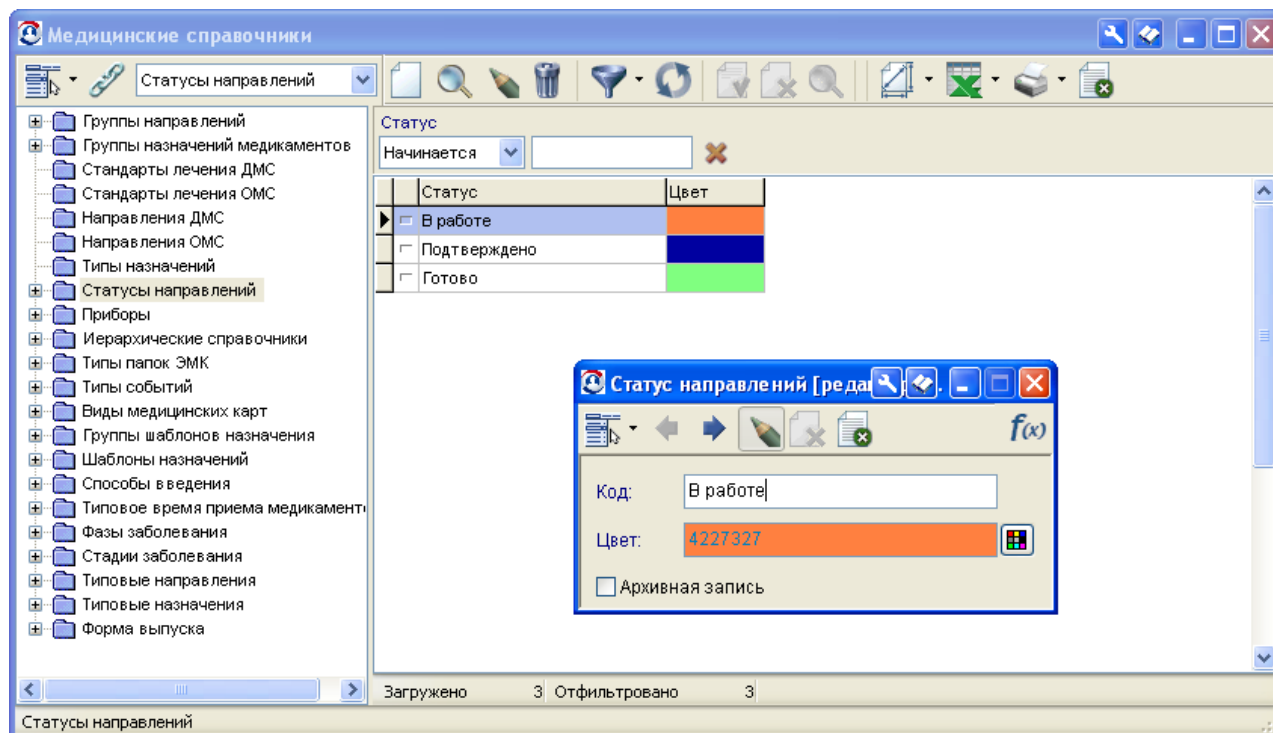 Медицинские справочники
Статусы направлений
Группы направлений
Группы назначений медикаментов
Стандарты лечения ДМС
Стандарты лечения ОМС
Направления ДМС
Направления ОМС
Типы назначений
Статусы направлений
Приборы
Иерархические справочники
Типы папок ЭМК
Типы событий
Виды медицинских карт
Группы шаблонов назначения
Шаблоны назначений
Способы введения
Типовое время приема медикамент
Фазы заболевания
Стадии заболевания
Типовые направления
Типовые назначения
Форма выпуска
Статус
Начинается
Статус Цвет
В работе
Подтверждено
Готово
Статус направлений [реда
f(x)
Код: В работе
Цвет: 4227327
Архивная запись
Загружено 3 Отфильтровано 3
Статусы направлений